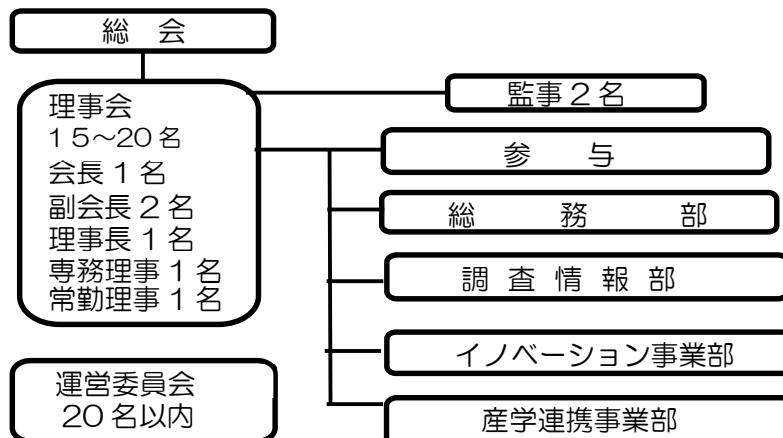 総　会
理事会
１５～２０名
会長１名
副会長２名
理事長１名
専務理事１名
常勤理事１名
運営委員会
２０名以内
監事２名
参　　与
総　　務　　部
調 査 情 報 部
イノベーション事業部
産学連携事業部